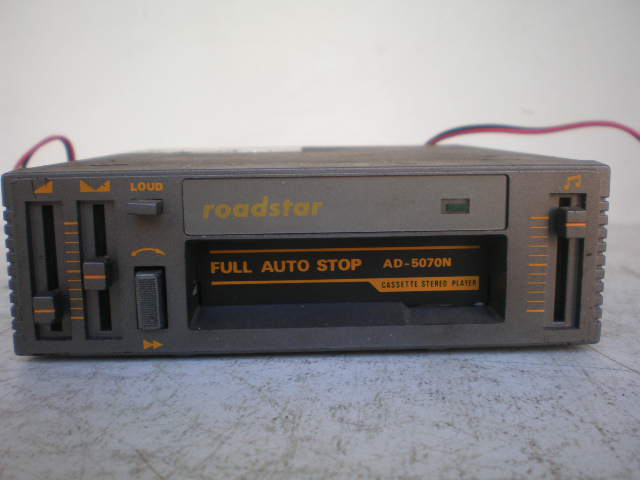 LOUD
roadstar
FULL AUTO STOP AD-5070N
CASSETTE STEREO PLAYER